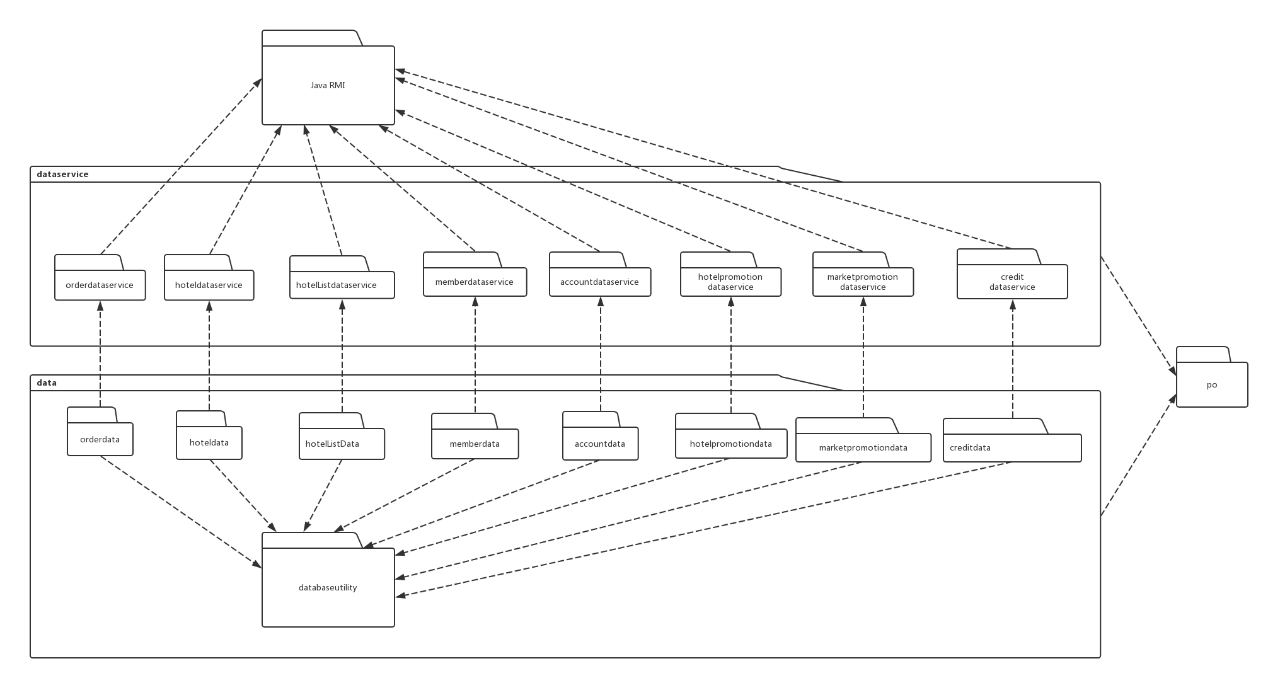 Java RMI
dataservice
orderdataservice
hoteldataservice
hotelListdataservice
memberdataservice
accountdataservice
hotelpromotion
dataservice
marketpromotion
dataservice
credit
dataservice
po
data
orderdata
hoteldata
hotelListData
memberdata
accountdata
hotelpromotiondata
marketpromotiondata
creditdata
databaseutility